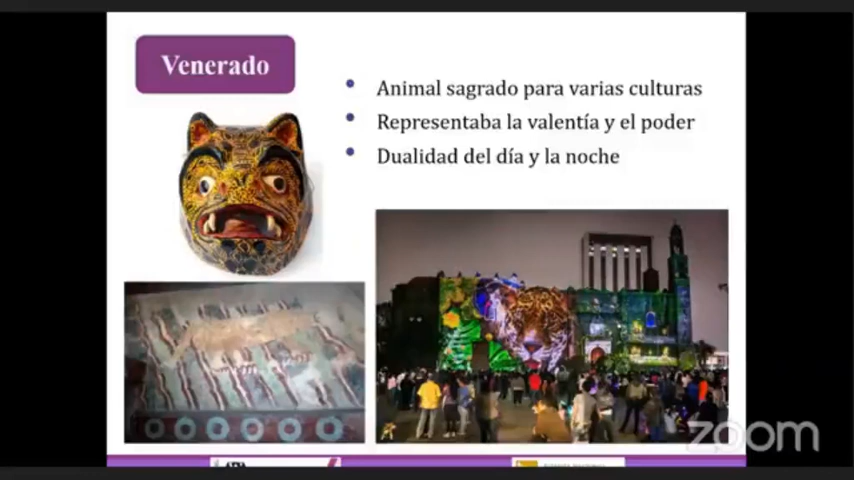 Venerado
Animal sagrado para varias culturas
Representaba la valentía y el poder
Dualidad del día y la noche
zoom